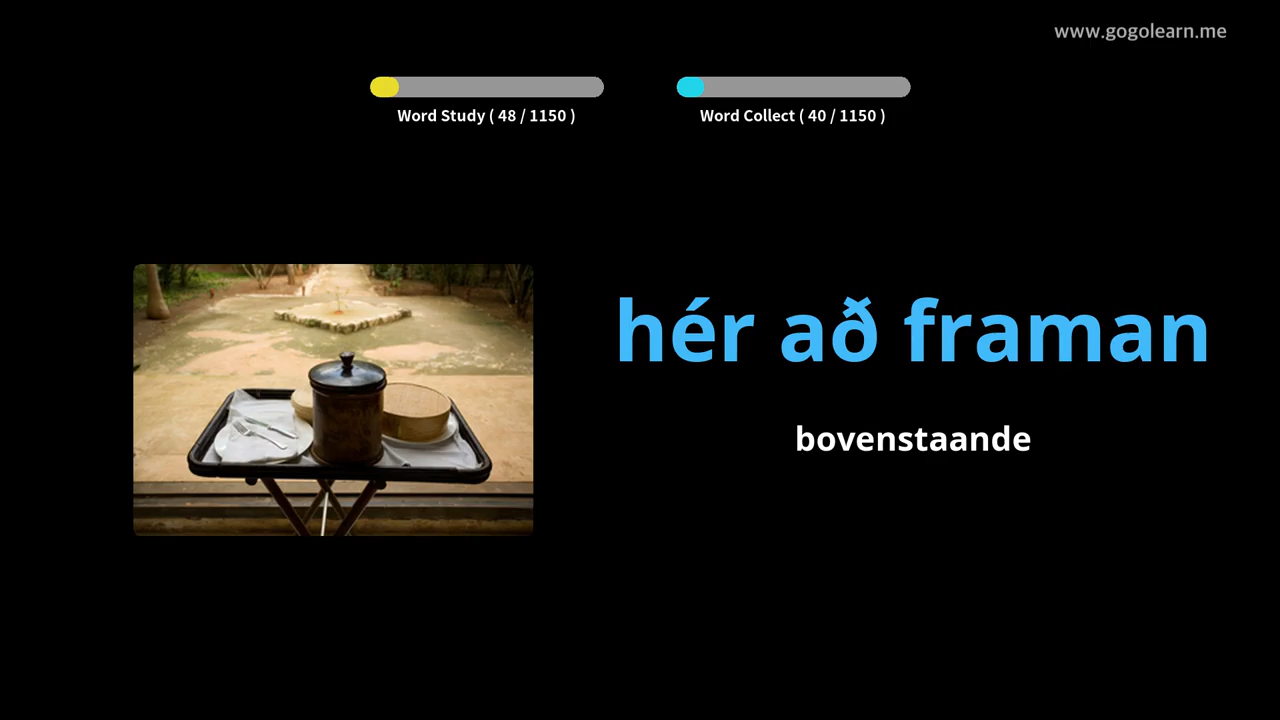 www.gogolearn.me
Word Study ( 48 / 1150 )
Word Collect ( 40 / 1150 )
hér að framan
bovenstaande